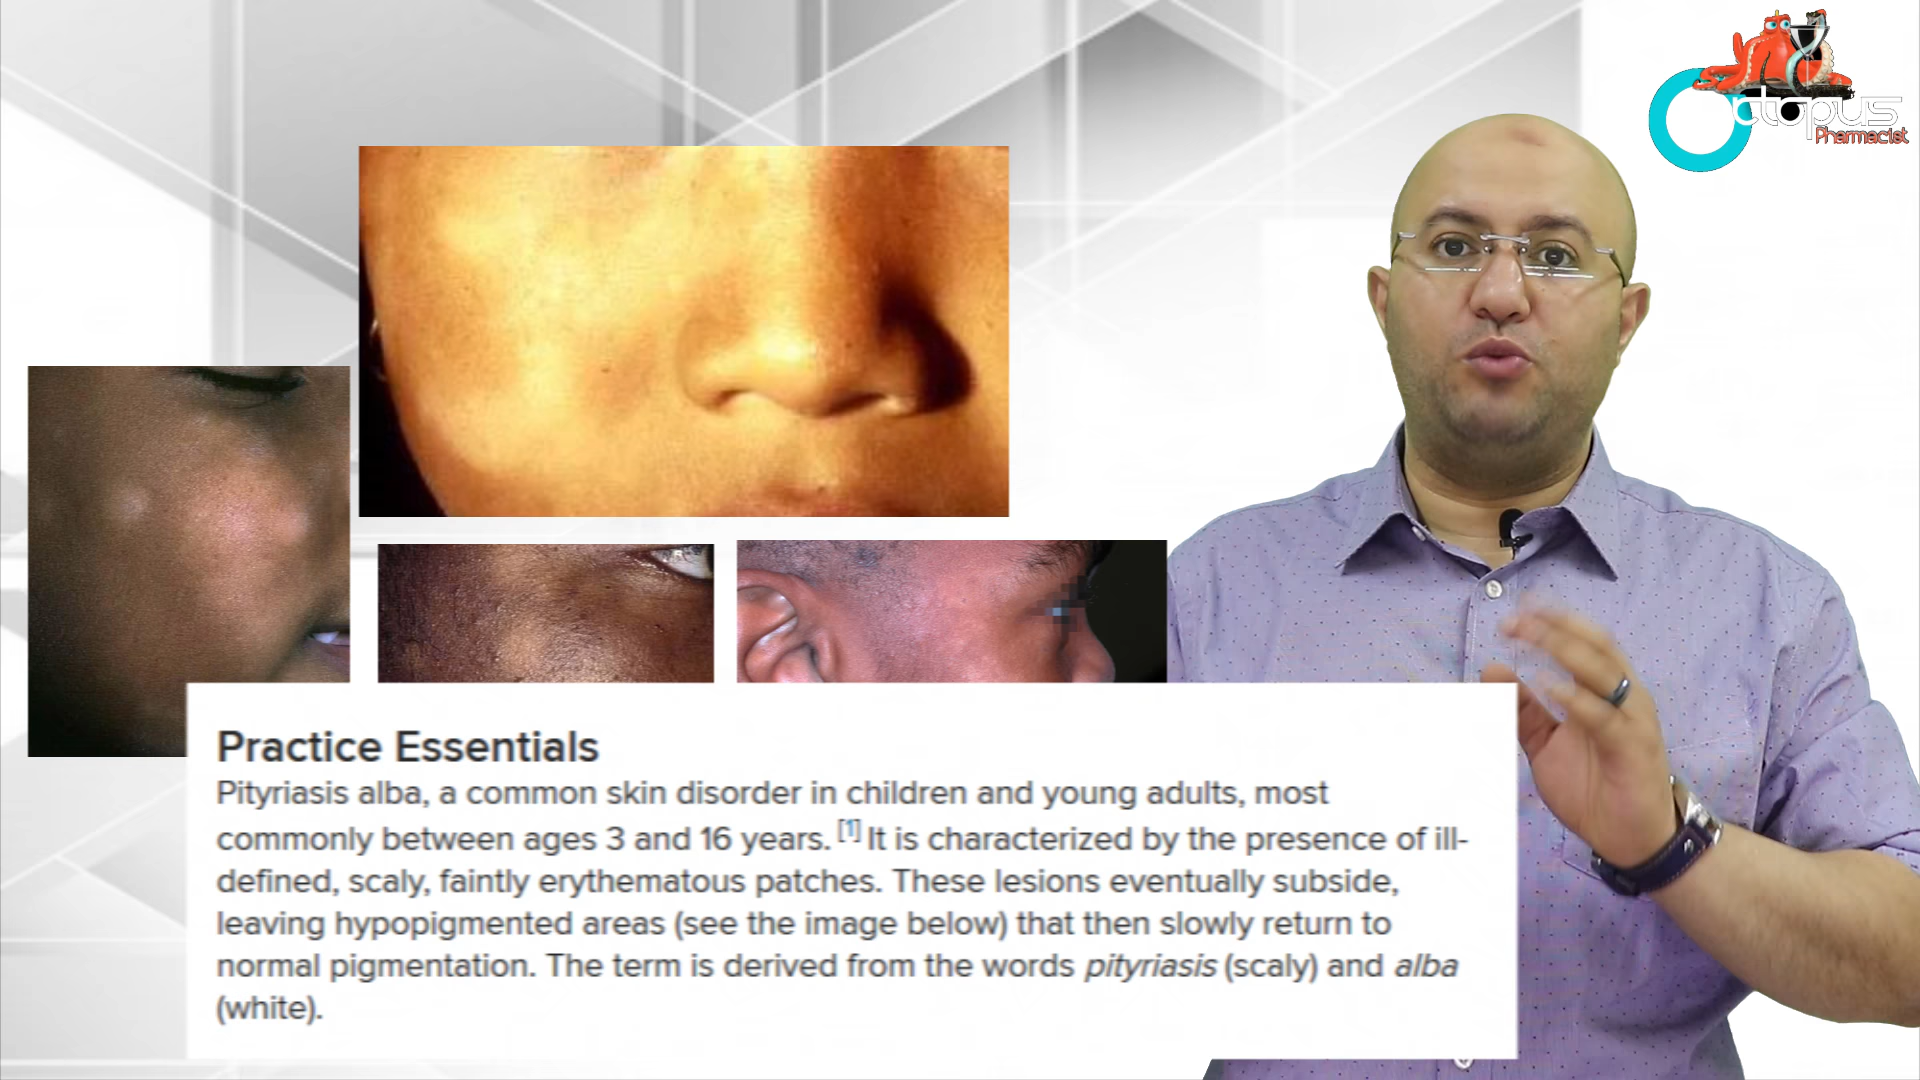 Octopus
Pharmacist
Practice Essentials
Pityriasis alba, a common skin disorder in children and young adults, most
commonly between ages 3 and 16 years. [1] It is characterized by the presence of ill-
defined, scaly, faintly erythematous patches. These lesions eventually subside,
leaving hypopigmented areas (see the image below) that then slowly return to
normal pigmentation. The term is derived from the words pityriasis (scaly) and alba
(white).